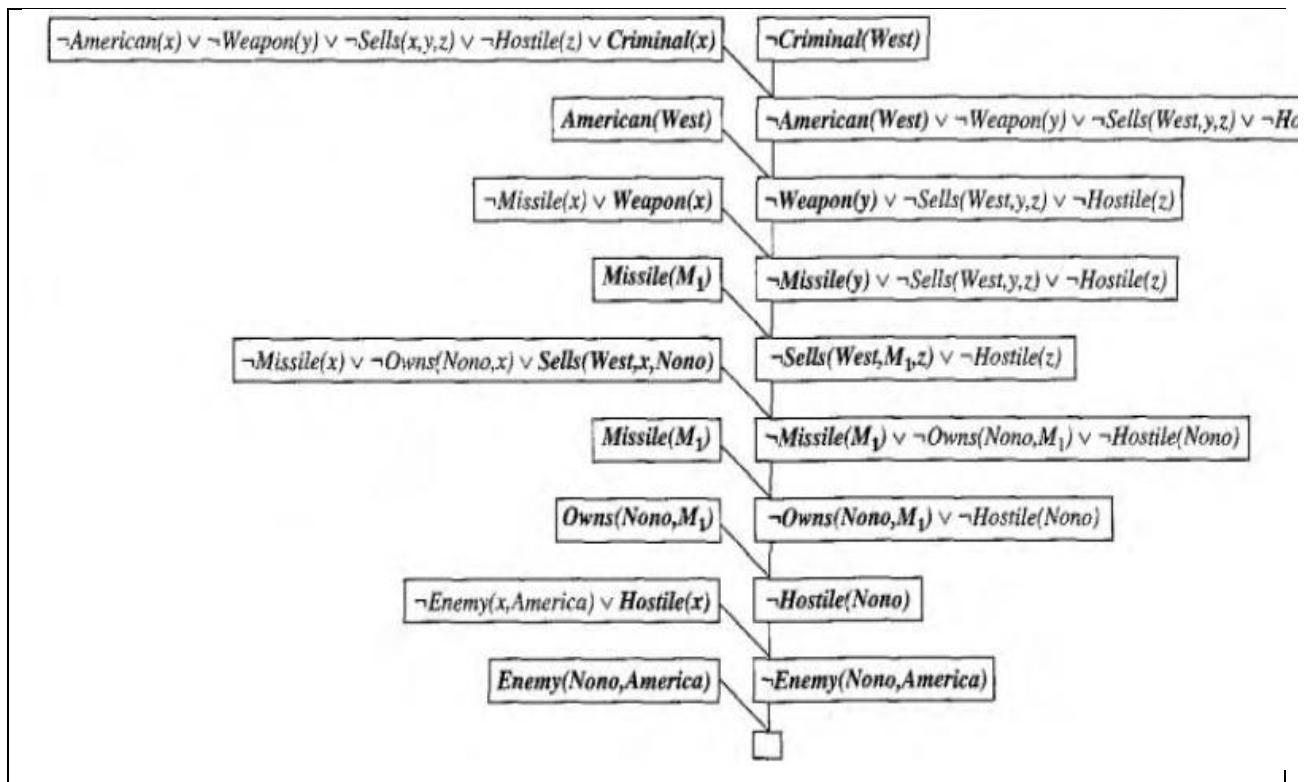 ¬American(x) ∨ ¬Weapon(y) ∨ ¬Sells(x,y,z) ∨ ¬Hostile(z) ∨ Criminal(x) ¬Criminal(West)
American(West) ¬American(West) ∨ ¬Weapon(y) ∨ ¬Sells(West,y,z) ∨ ¬Ho
¬Missile(x) ∨ Weapon(x) ¬Weapon(y) ∨ ¬Sells(West,y,z) ∨ ¬Hostile(z)
Missile(M₁) ¬Missile(y) ∨ ¬Sells(West,y,z) ∨ ¬Hostile(z)
¬Missile(x) ∨ ¬Owns(Nono,x) ∨ Sells(West,x,Nono) ¬Sells(West,M₁,z) ∨ ¬Hostile(z)
Missile(M₁) ¬Missile(M₁) ∨ ¬Owns(Nono,M₁) ∨ ¬Hostile(Nono)
Owns(Nono,M₁) ¬Owns(Nono,M₁) ∨ ¬Hostile(Nono)
¬Enemy(x,America) ∨ Hostile(x) ¬Hostile(Nono)
Enemy(Nono,America) ¬Enemy(Nono,America)